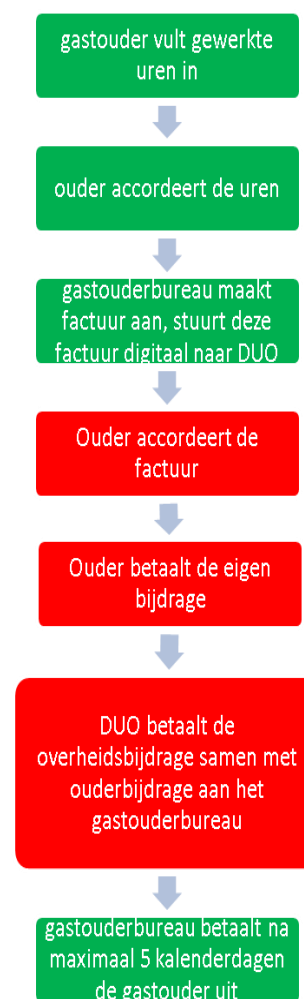 gastouder vult gewerkte
uren in
ouder accordeert de uren
gastouderbureau maakt
factuur aan, stuurt deze
factuur digitaal naar DUO
Ouder accordeert de
factuur
Ouder betaalt de eigen
bijdrage
DUO betaalt de
overheidsbijdrage samen met
ouderbijdrage aan het
gastouderbureau
gastouderbureau betaalt na
maximaal 5 kalenderdagen
de gastouder uit